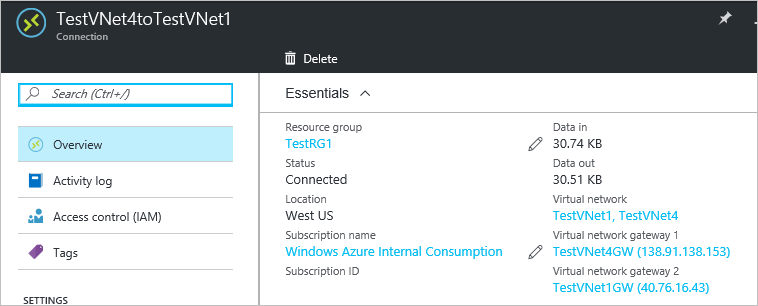 TestVNet4toTestVNet1
Connection
Delete
Search (Ctrl+/)
Overview
Activity log
Access control (IAM)
Tags
SETTINGS
Essentials
Resource group
TestRG1
Status
Connected
Location
West US
Subscription name
Windows Azure Internal Consumption
Subscription ID
Data in
30.74 KB
Data out
30.51 KB
Virtual network
TestVNet1, TestVNet4
Virtual network gateway 1
TestVNet4GW (138.91.138.153)
Virtual network gateway 2
TestVNet1GW (40.76.16.43)